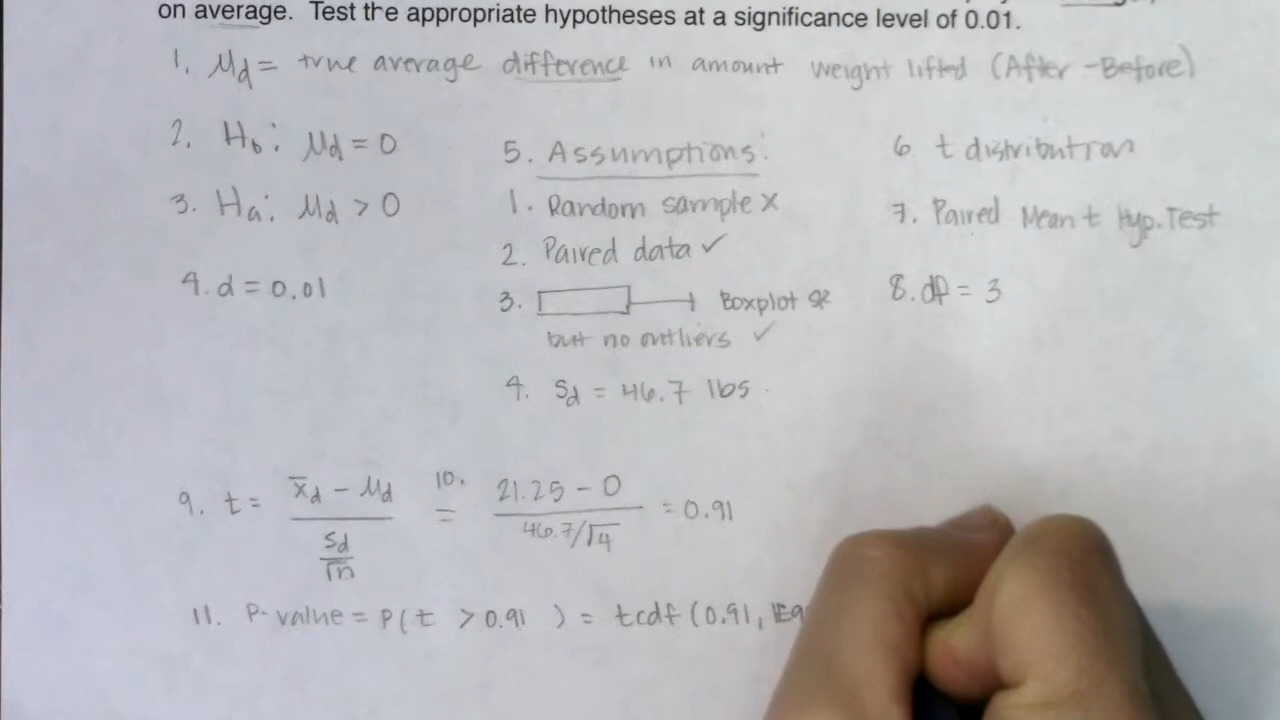 on average. Test the appropriate hypotheses at a significance level of 0.01.
1. μd = true average difference in amount weight lifted (After - Before)
2. Ho: μd = 0
3. Ha: μd > 0
4. α = 0.01
5. Assumptions:
1. Random sample x
2. Paired data ✓
3. Boxplot
but no outliers ✓
4. Sd = 46.7 lbs.
6. t distribution
7. Paired Mean t Hyp. Test
8. df = 3
9. t = x̄d - μd / (Sd/√n) 10. = 21.25 - 0 / (46.7/√4) = 0.91
11. P-value = P(t > 0.91) = tcdf(0.91, 1E9